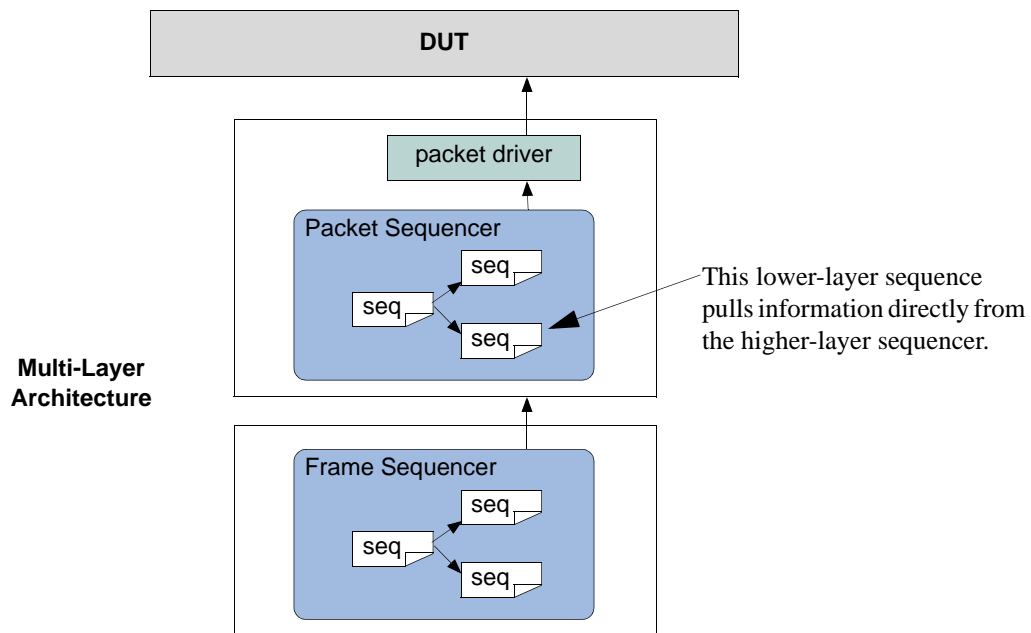 DUT
packet driver
Packet Sequencer
seq
seq
seq
This lower-layer sequence
pulls information directly from
the higher-layer sequencer.
Multi-Layer
Architecture
Frame Sequencer
seq
seq
seq